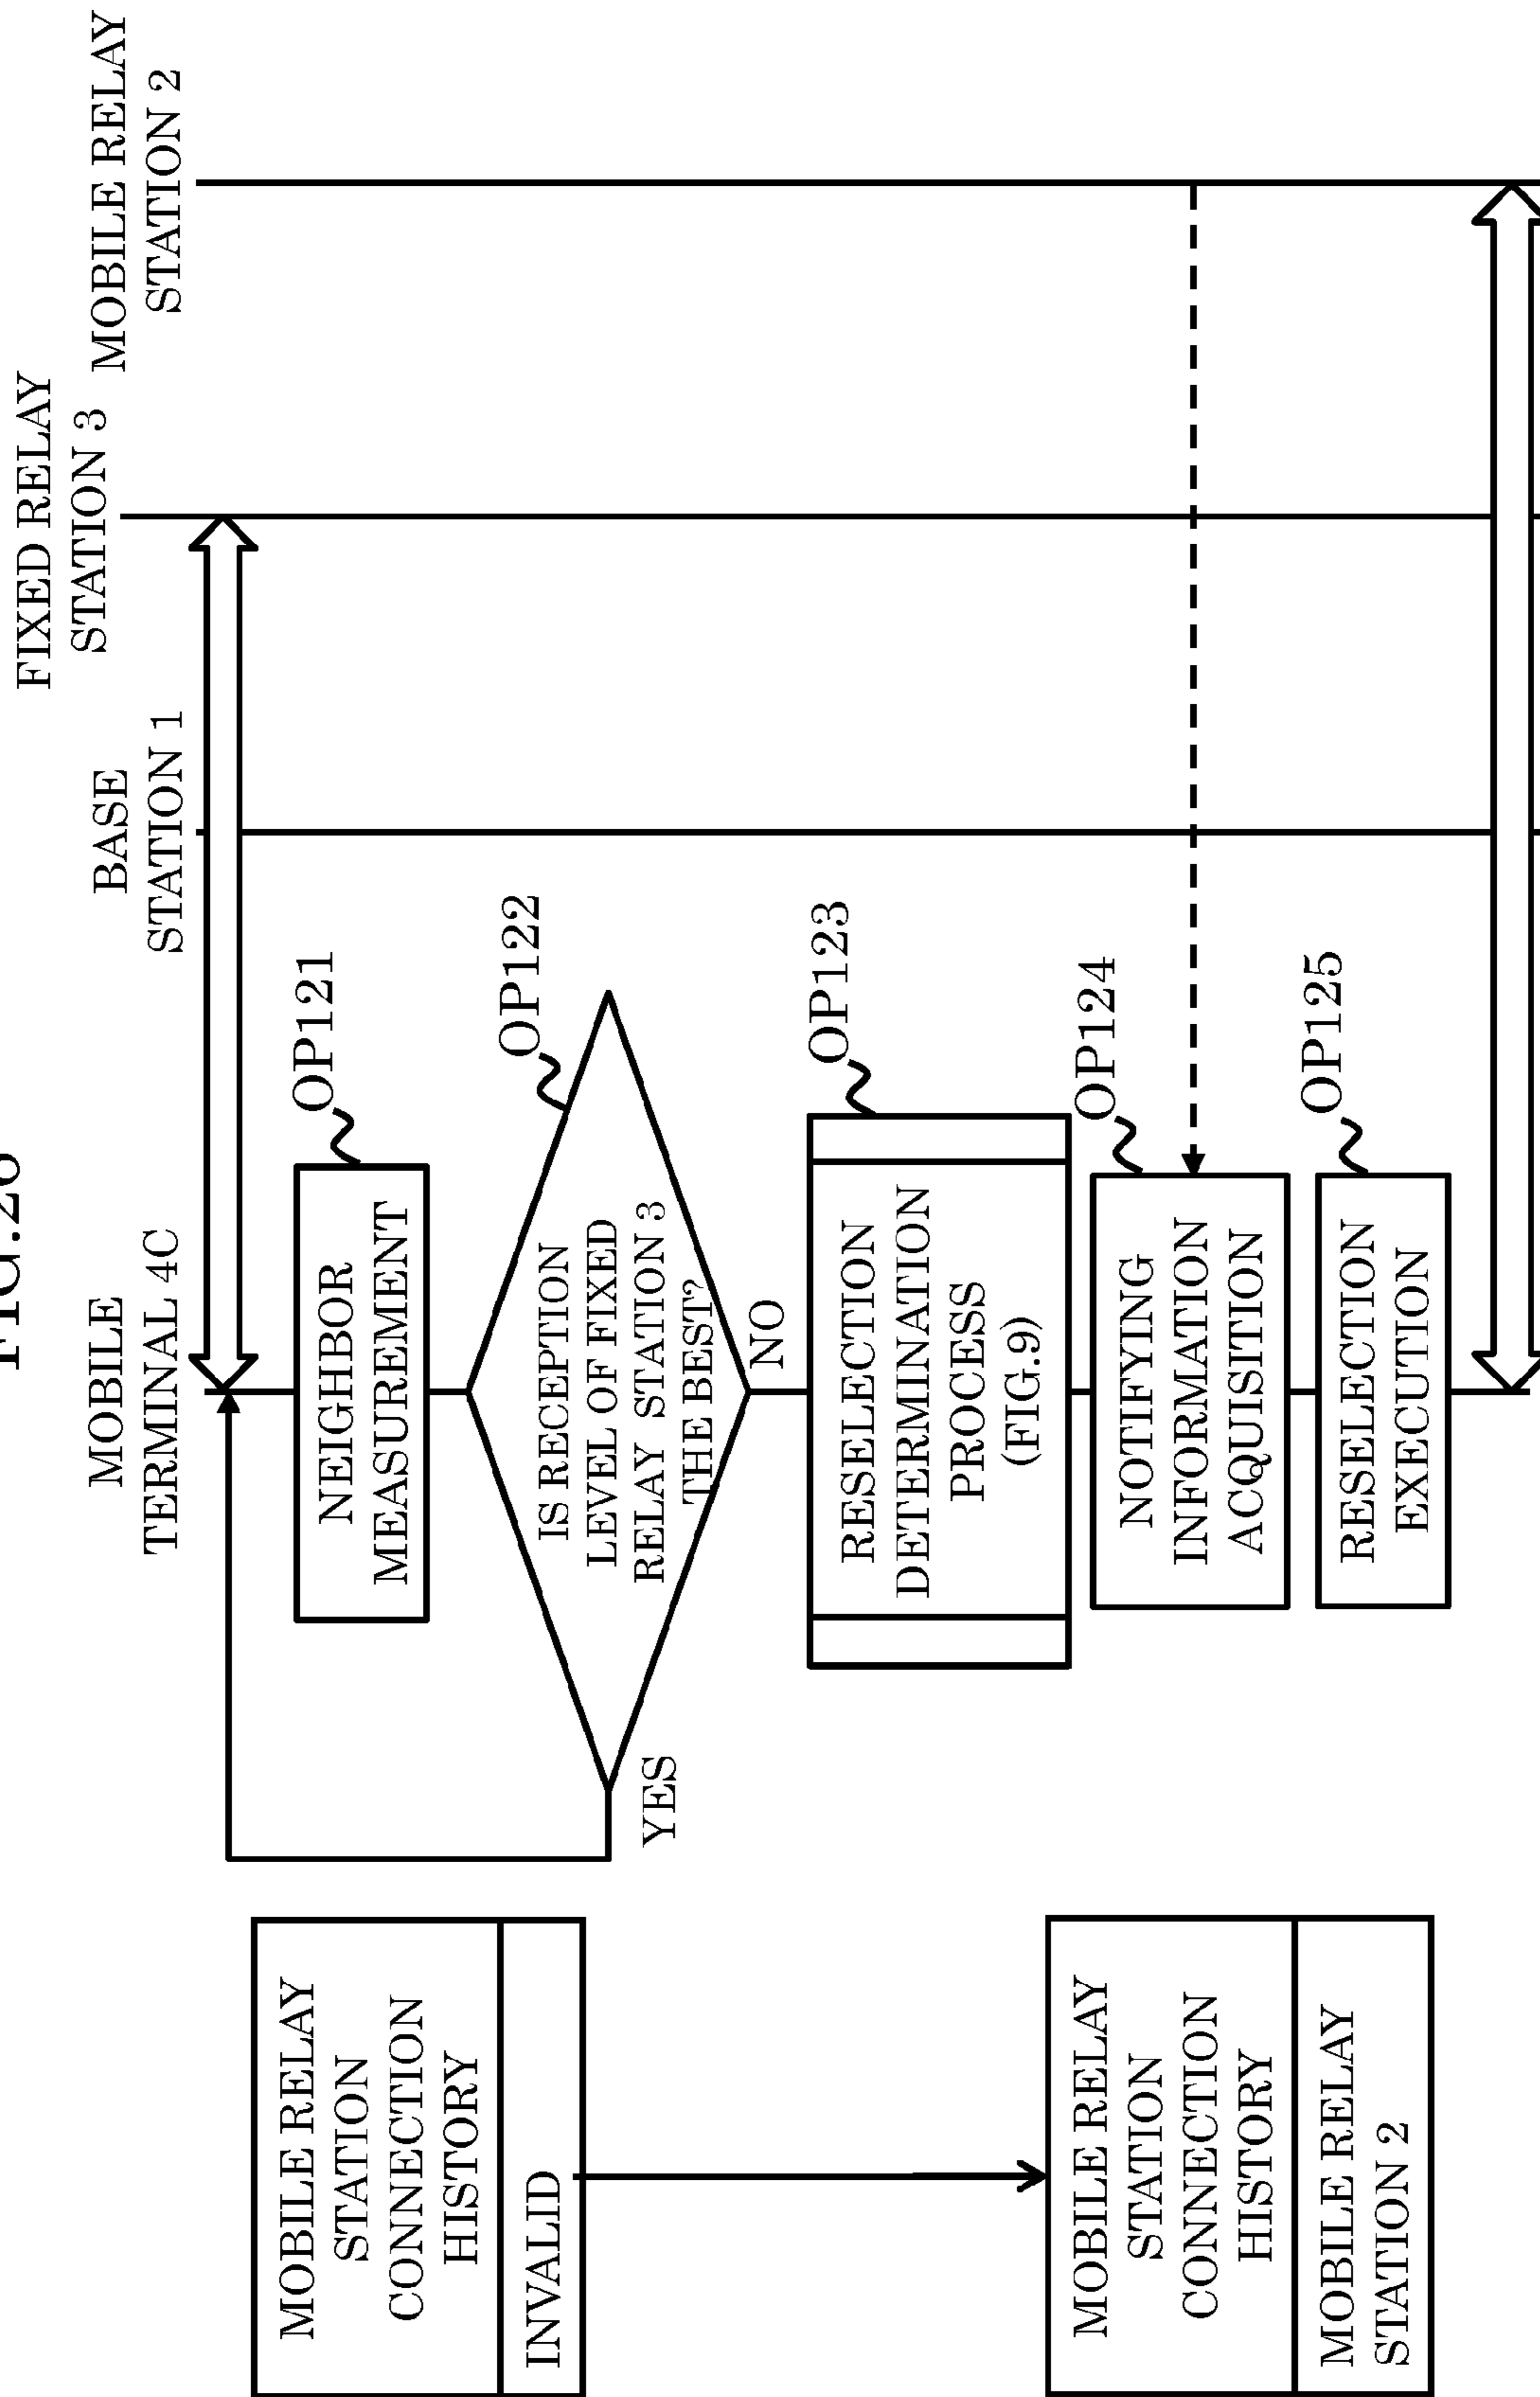 MOBILE
TERMINAL 4C
BASE
STATION 1
FIXED RELAY
STATION 3
MOBILE RELAY
STATION 2
MOBILE RELAY
STATION
CONNECTION
HISTORY
INVALID
NEIGHBOR
MEASUREMENT
OP121
IS RECEPTION
LEVEL OF FIXED
RELAY STATION 3
THE BEST?
OP122
YES
NO
RESELECTION
DETERMINATION
PROCESS
(FIG.9)
OP123
MOBILE RELAY
STATION
CONNECTION
HISTORY
MOBILE RELAY
STATION 2
NOTIFYING
INFORMATION
ACQUISITION
OP124
RESELECTION
EXECUTION
OP125